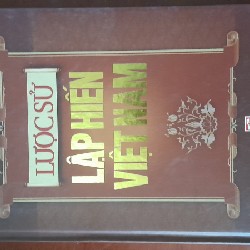 LƯỢC SỬ
LẬP HIẾN
VIỆT NAM